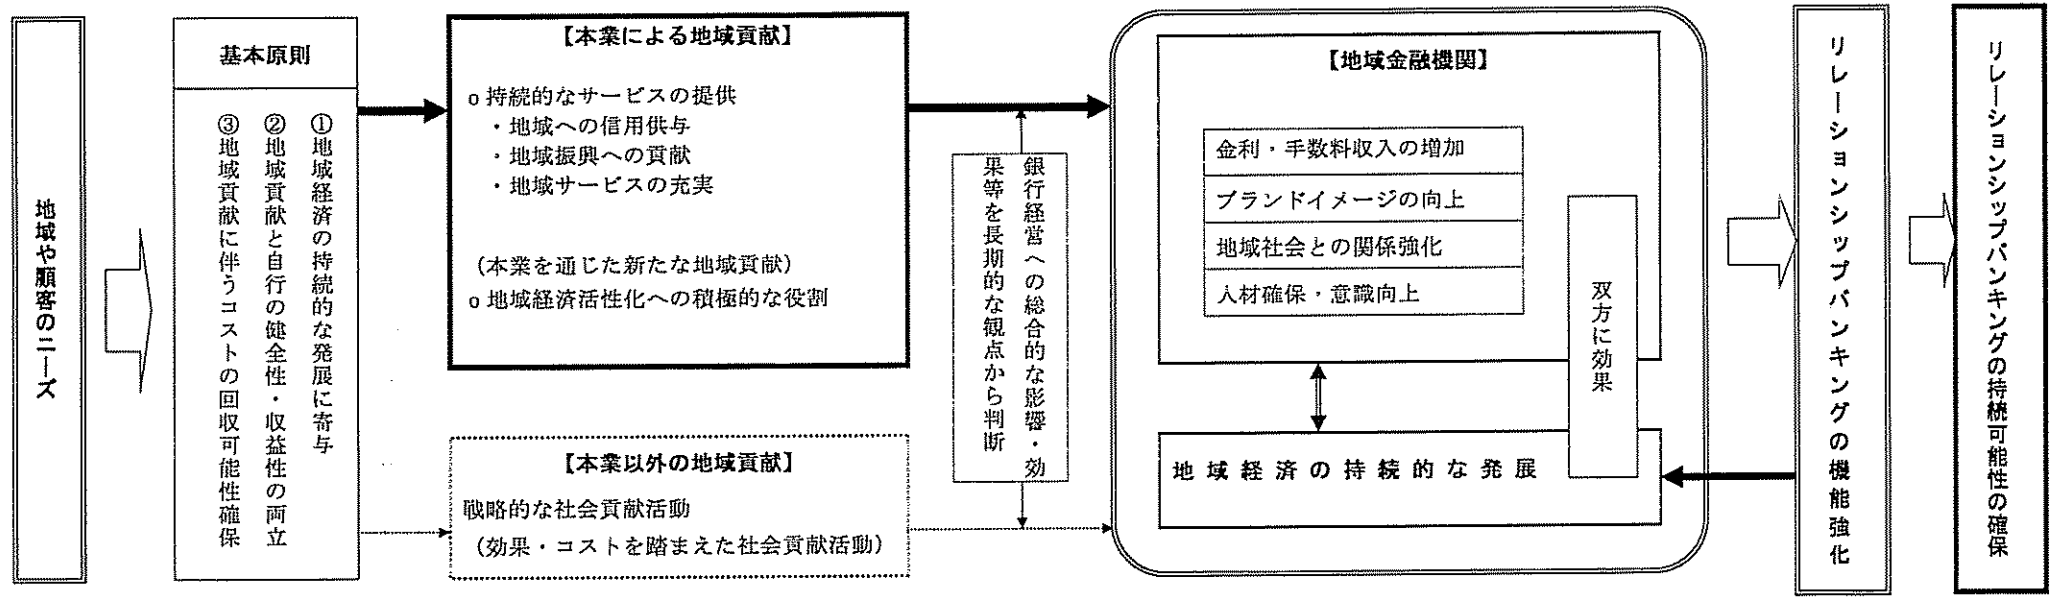 地域や顧客のニーズ
基本原則
①地域経済の持続的な発展に寄与
②地域貢献と自行の健全性・収益性の両立
③地域貢献に伴うコストの回収可能性確保
【本業による地域貢献】
o 持続的なサービスの提供
・地域への信用供与
・地域振興への貢献
・地域サービスの充実
（本業を通じた新たな地域貢献）
o 地域経済活性化への積極的な役割
【本業以外の地域貢献】
戦略的な社会貢献活動
（効果・コストを踏まえた社会貢献活動）
銀行経営への総合的な影響・効
果等を長期的な観点から判断
【地域金融機関】
金利・手数料収入の増加
ブランドイメージの向上
地域社会との関係強化
人材確保・意識向上
双方に効果
地域経済の持続的な発展
リレーションシップバンキングの機能強化
リレーションシップバンキングの持続可能性の確保